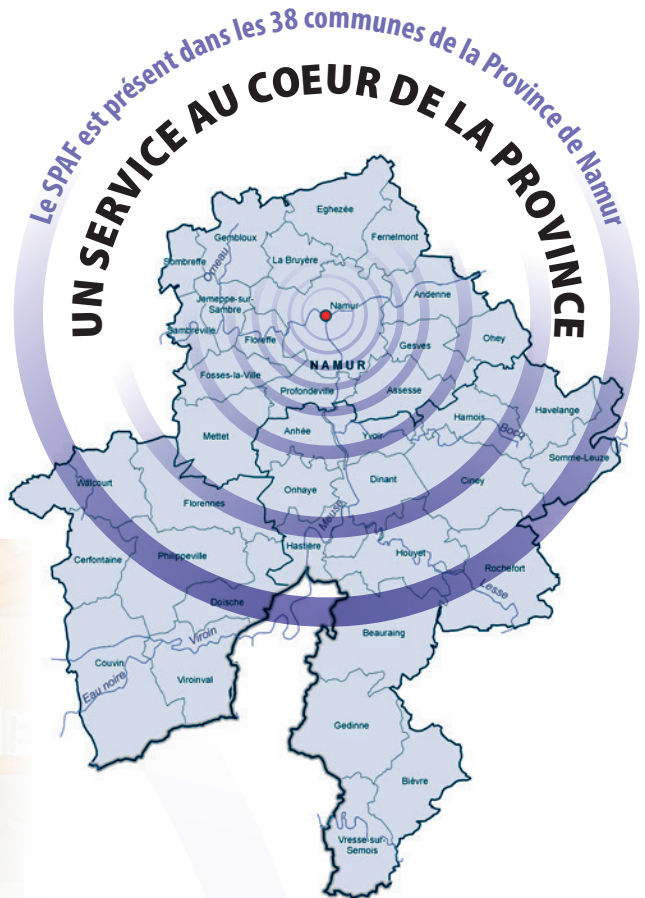 Le SPAF est présent dans les 38 communes de la Province de Namur
UN SERVICE AU COEUR DE LA PROVINCE
Eghezée
Gembloux
Fernelmont
Sombreffe
Orneau
La Bruyère
Jemeppe-sur-
Sambre
Namur
Andenne
Sambreville
Floreffe
Gesves
Ohey
NAMUR
Fosses-la-Ville
Profondeville
Assesse
Mettet
Anhée
Yvoir
Hamois
Havelange
Bocq
Somme-Leuze
Walcourt
Florennes
Onhaye
Dinant
Ciney
Meuse
Cerfontaine
Philippeville
Hastière
Houyet
Rochefort
Lesse
Doische
Viroin
Beauraing
Couvin
Eau noire
Viroinval
Gedinne
Bièvre
Vresse-sur-
Semois